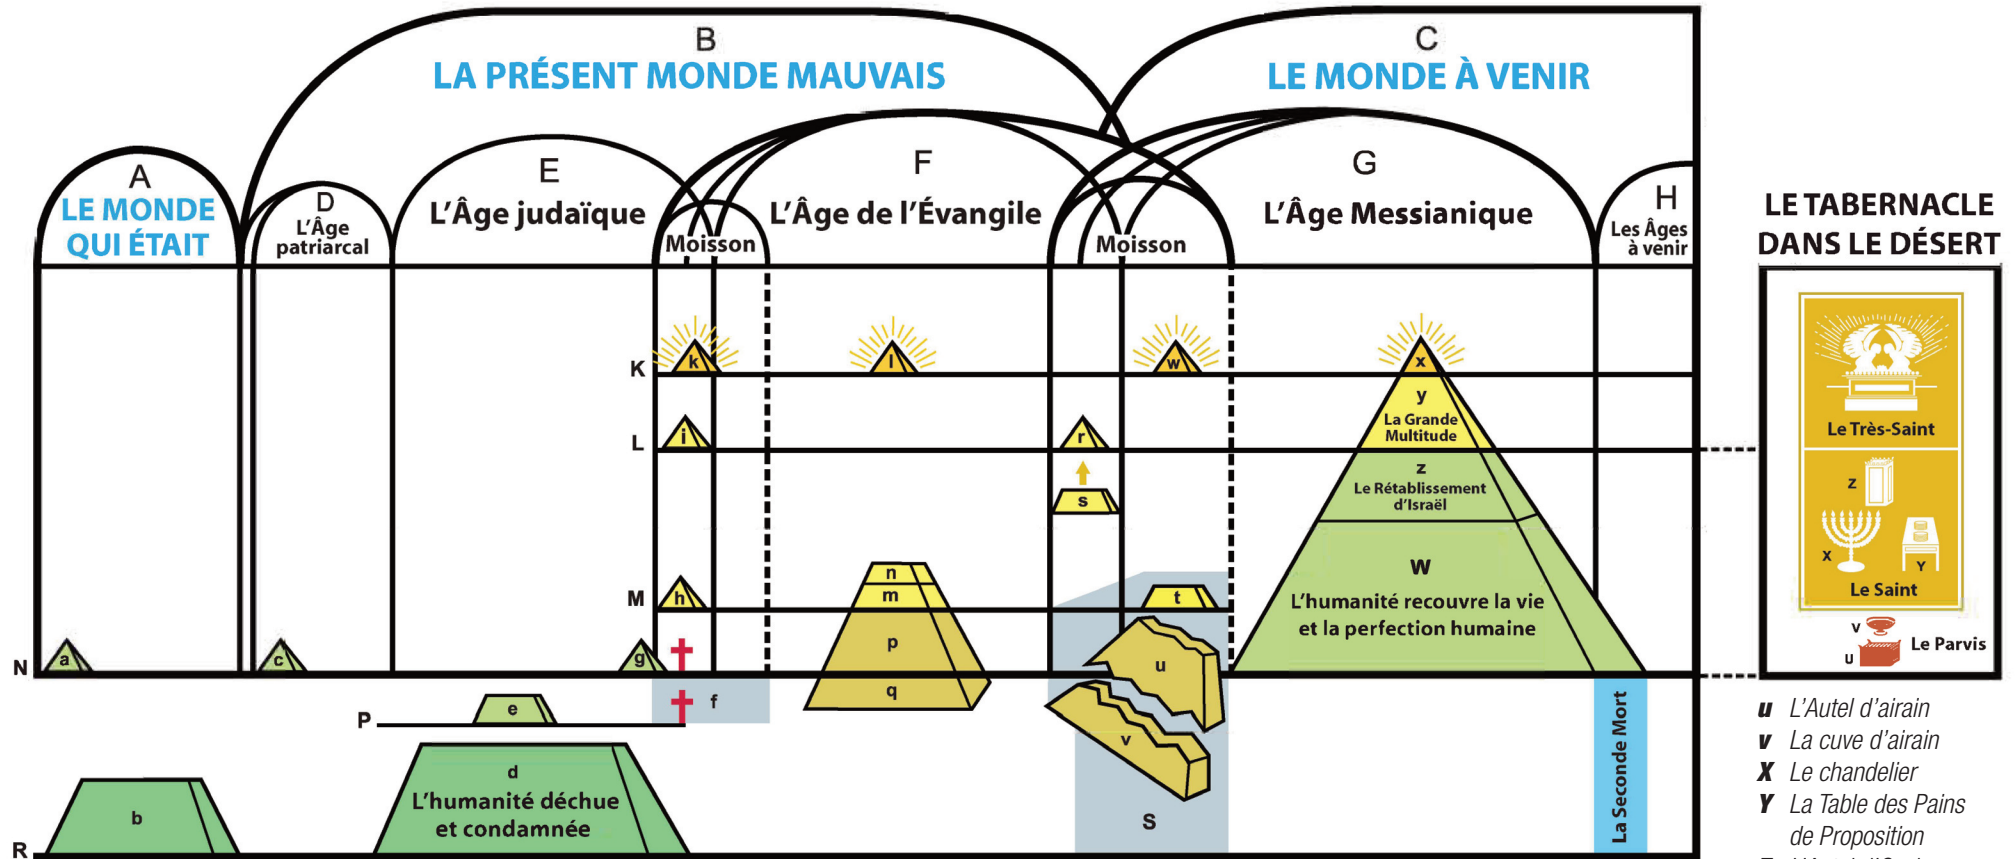 B
LA PRÉSENT MONDE MAUVAIS
C
LE MONDE À VENIR
A
LE MONDE
QUI ÉTAIT
D
L'Âge
patriarcal
E
L'Âge judaïque
Moisson
F
L'Âge de l'Évangile
Moisson
G
L'Âge Messianique
H
Les Âges
à venir
K
k
l
w
x
L
i
r
y
La Grande
Multitude
s
z
Le Rétablissement
d'Israël
M
h
n
m
t
W
L'humanité recouvre la vie
et la perfection humaine
N
a
c
g
p
u
P
e
f
q
v
d
L'humanité déchue
et condamnée
b
S
R
La Seconde Mort
LE TABERNACLE
DANS LE DÉSERT
Le Très-Saint
Z
X
Y
Le Saint
V
U
Le Parvis
u L'Autel d'airain
v La cuve d'airain
X Le chandelier
Y La Table des Pains
de Proposition